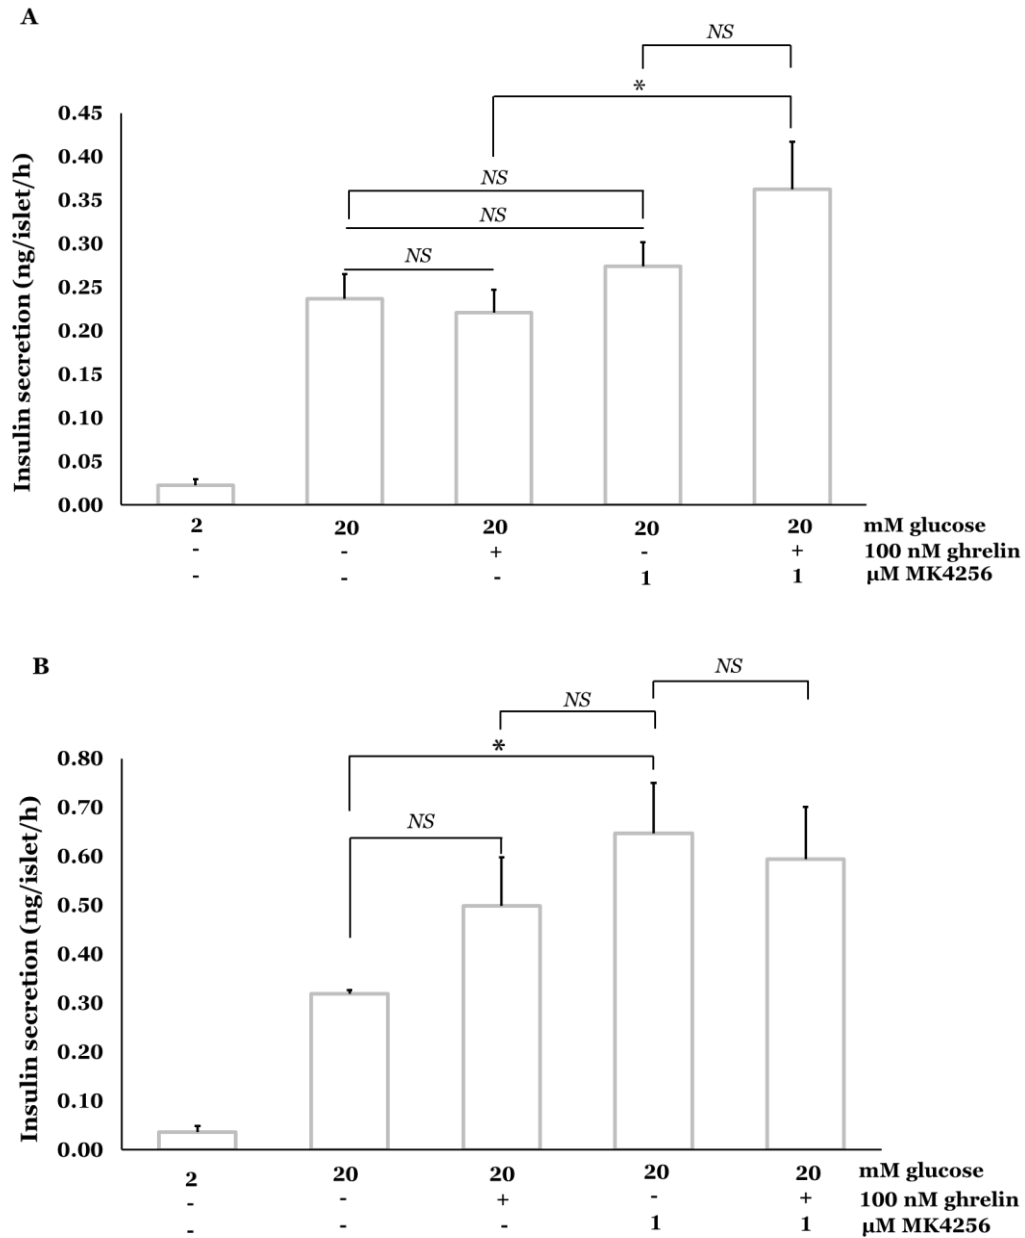 A
NS
*
NS
NS
NS
Insulin secretion (ng/islet/h)
0.45
0.40
0.35
0.30
0.25
0.20
0.15
0.10
0.05
0.00
2 20 20 20 20 mM glucose
- - + - + 100 nM ghrelin
- - - 1 1 µM MK4256
B
NS
NS
*
NS
Insulin secretion (ng/islet/h)
0.80
0.70
0.60
0.50
0.40
0.30
0.20
0.10
0.00
2 20 20 20 20 mM glucose
- - + - + 100 nM ghrelin
- - - 1 1 µM MK4256